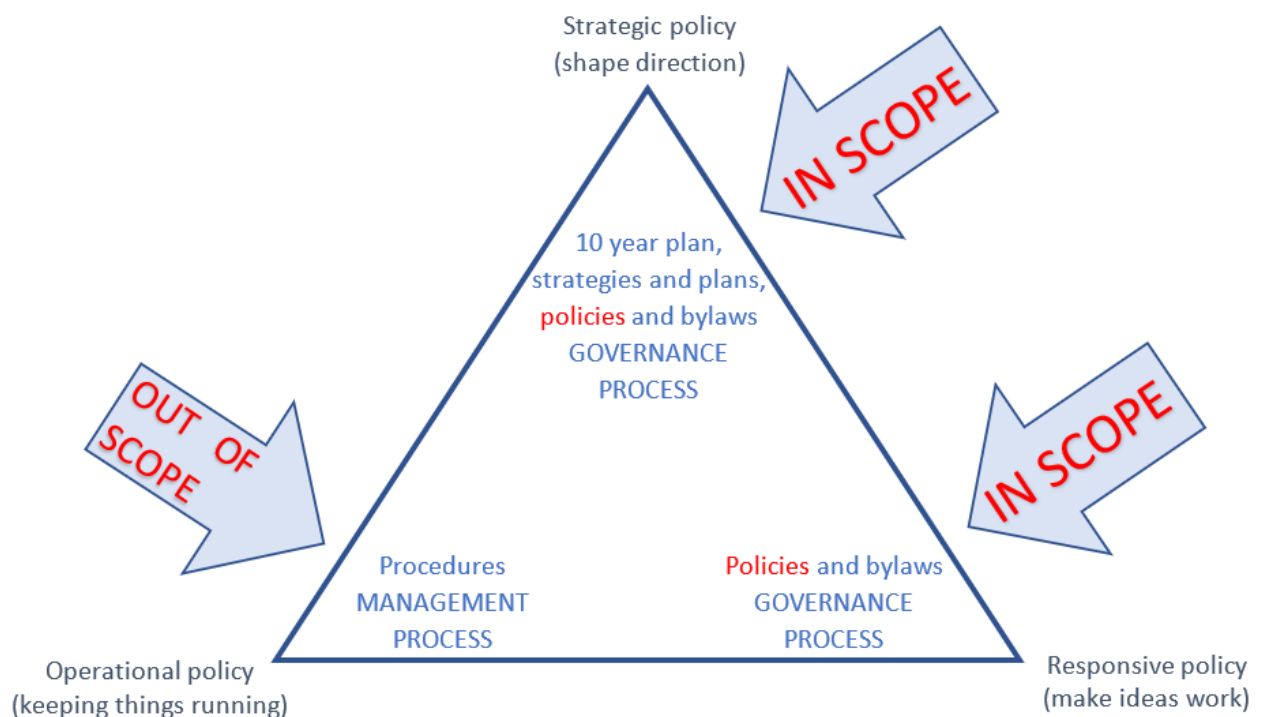 Strategic policy
(shape direction)
IN SCOPE
10 year plan,
strategies and plans,
policies and bylaws
GOVERNANCE
PROCESS
OUT OF
SCOPE
IN SCOPE
Procedures
MANAGEMENT
PROCESS
Policies and bylaws
GOVERNANCE
PROCESS
Operational policy
(keeping things running)
Responsive policy
(make ideas work)